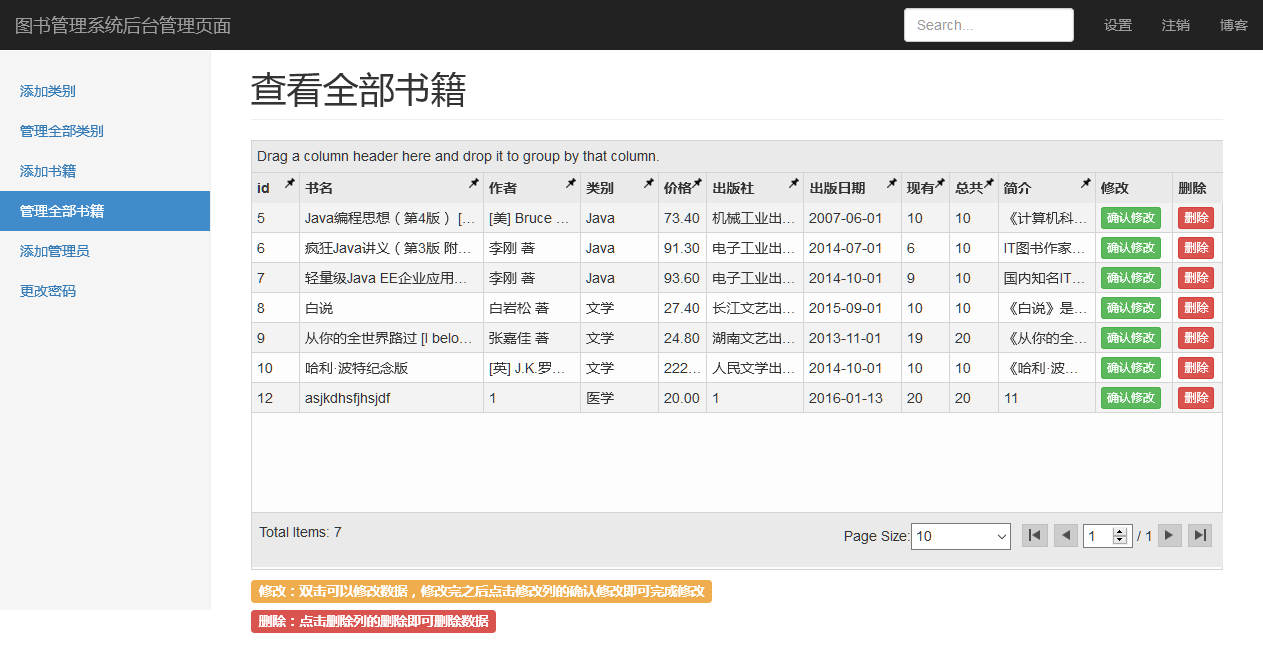 图书管理系统后台管理页面 Search... 设置 注销 博客
添加类别
管理全部类别
添加书籍
管理全部书籍
添加管理员
更改密码
查看全部书籍
Drag a column header here and drop it to group by that column.
id 书名 作者 类别 价格 出版社 出版日期 现有 总共 简介 修改 删除
5 Java编程思想（第4版） [... [美] Bruce ... Java 73.40 机械工业出... 2007-06-01 10 10 《计算机科... 确认修改 删除
6 疯狂Java讲义（第3版 附... 李刚 著 Java 91.30 电子工业出... 2014-07-01 6 10 IT图书作家... 确认修改 删除
7 轻量级Java EE企业应用... 李刚 著 Java 93.60 电子工业出... 2014-10-01 9 10 国内知名IT... 确认修改 删除
8 白说 白岩松 著 文学 27.40 长江文艺出... 2015-09-01 10 10 《白说》是... 确认修改 删除
9 从你的全世界路过 [I belo... 张嘉佳 著 文学 24.80 湖南文艺出... 2013-11-01 19 20 《从你的全... 确认修改 删除
10 哈利·波特纪念版 [英] J.K.罗... 文学 222... 人民文学出... 2014-10-01 10 10 《哈利·波... 确认修改 删除
12 asjkdhsfjhsjdf 1 医学 20.00 1 2016-01-13 20 20 11 确认修改 删除
Total Items: 7 Page Size: 10 1 / 1
修改：双击可以修改数据，修改完之后点击修改列的确认修改即可完成修改
删除：点击删除列的删除即可删除数据